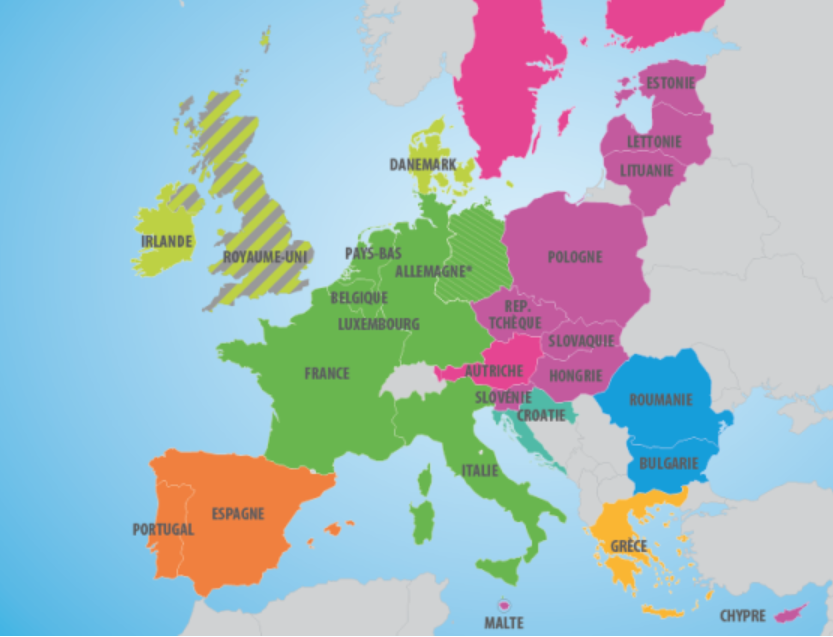 ESTONIE
LETTONIE
LITUANIE
DANEMARK
IRLANDE
ROYAUME-UNI
PAYS-BAS
ALLEMAGNE*
POLOGNE
BELGIQUE
LUXEMBOURG
REP.
TCHÈQUE
SLOVAQUIE
FRANCE
AUTRICHE
HONGRIE
SLOVÉNIE
CROATIE
ROUMANIE
ITALIE
BULGARIE
ESPAGNE
PORTUGAL
GRÈCE
MALTE
CHYPRE